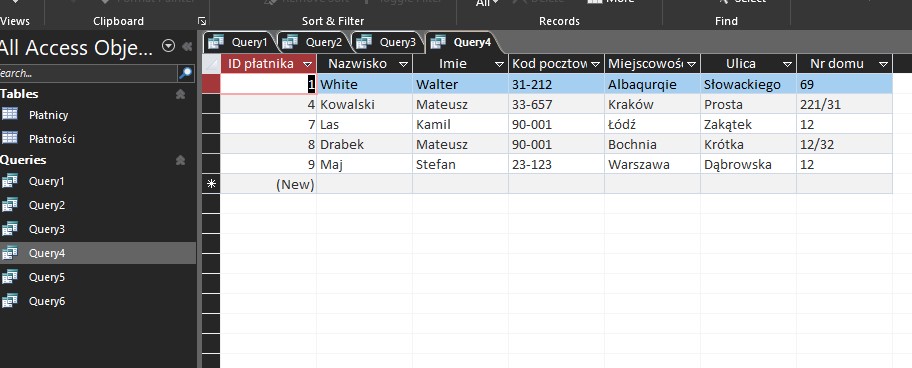 Views
Clipboard
Sort & Filter
All
Records
More
Find
Select
All Access Obje...
Search...
Tables
Płatnicy
Płatności
Queries
Query1
Query2
Query3
Query4
Query5
Query6
Query1 Query2 Query3 Query4
ID płatnika Nazwisko Imie Kod pocztow Miejscowość Ulica Nr domu
1 White Walter 31-212 Albaqurqie Słowackiego 69
4 Kowalski Mateusz 33-657 Kraków Prosta 221/31
7 Las Kamil 90-001 Łódź Zakątek 12
8 Drabek Mateusz 90-001 Bochnia Krótka 12/32
9 Maj Stefan 23-123 Warszawa Dąbrowska 12
(New)